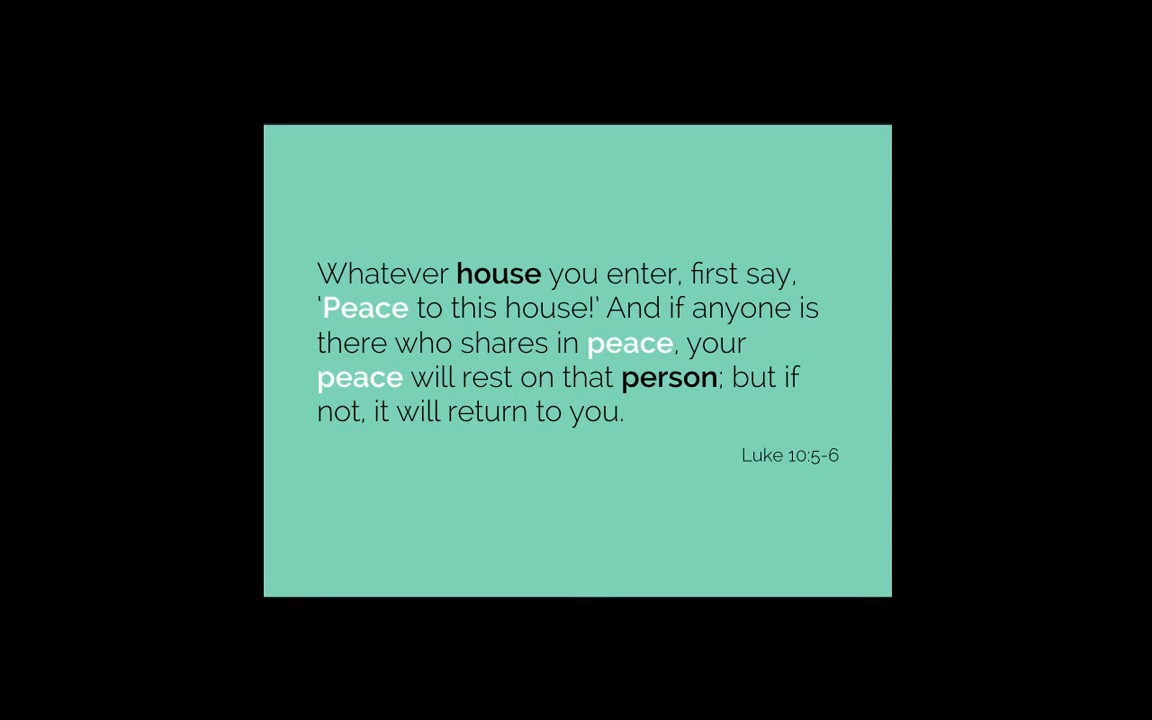 Whatever house you enter, first say,
‘Peace to this house!’ And if anyone is
there who shares in peace, your
peace will rest on that person; but if
not, it will return to you.
Luke 10:5-6